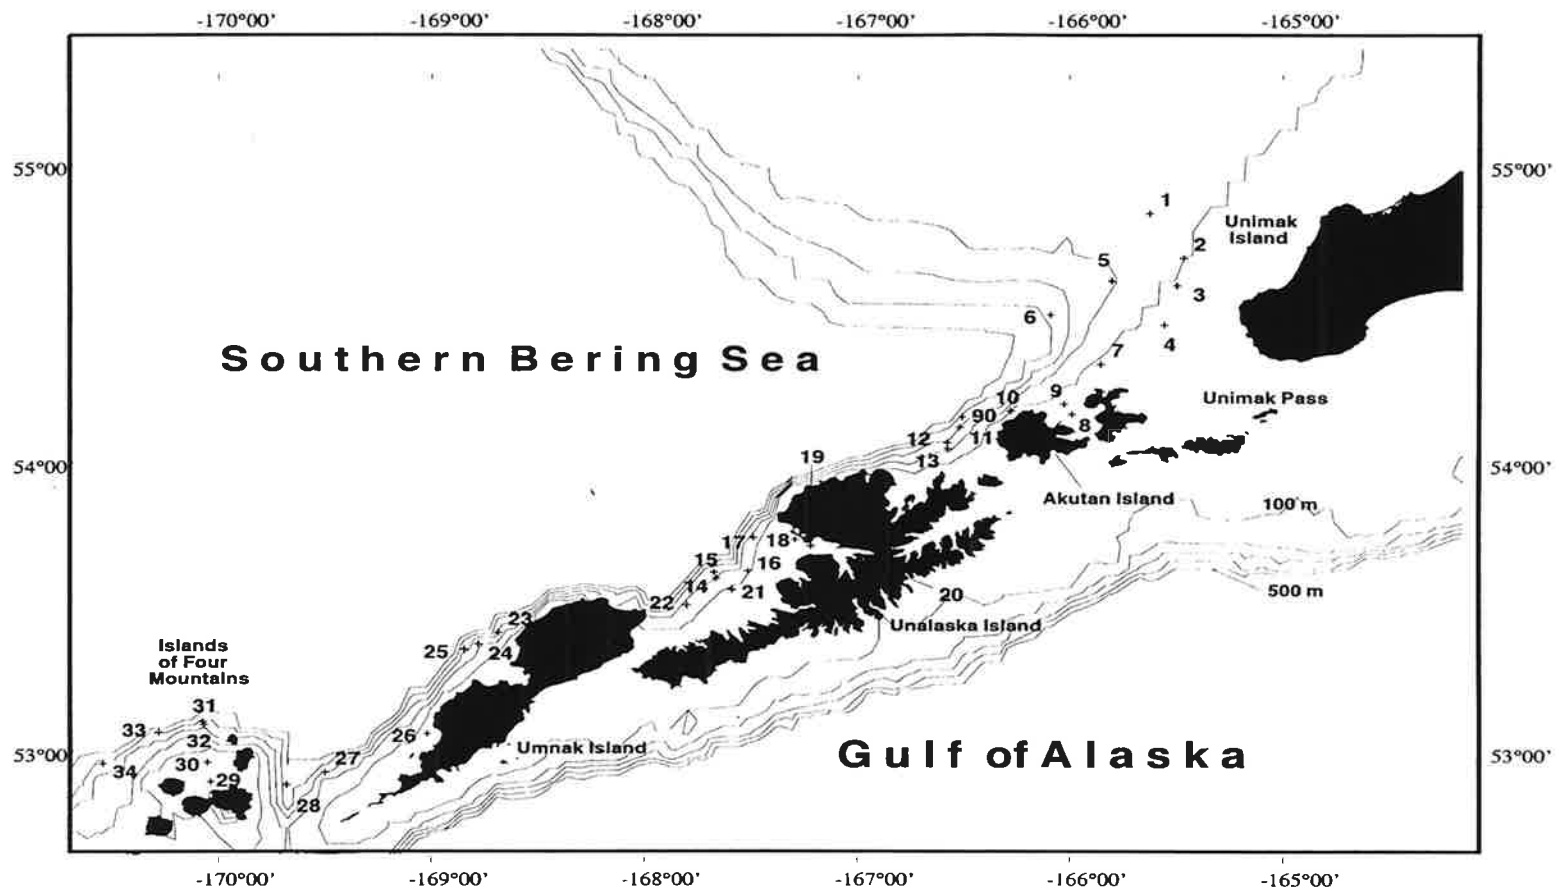 -170°00' -169°00' -168°00' -167°00' -166°00' -165°00'
55°00' 55°00'
1
Unimak
Island
2
5
3
6
Southern Bering Sea
7 4
9 Unimak Pass
10
90 8
12 11
13
19
Akutan Island
54°00' 54°00'
100 m
17 18
15 16
14 21 20 500 m
22
23 Unalaska Island
25 24
Islands
of Four
Mountains
31
33 26
32 Umnak Island
27 Gulf of Alaska
53°00' 53°00'
30
34 29
28
-170°00' -169°00' -168°00' -167°00' -166°00' -165°00'